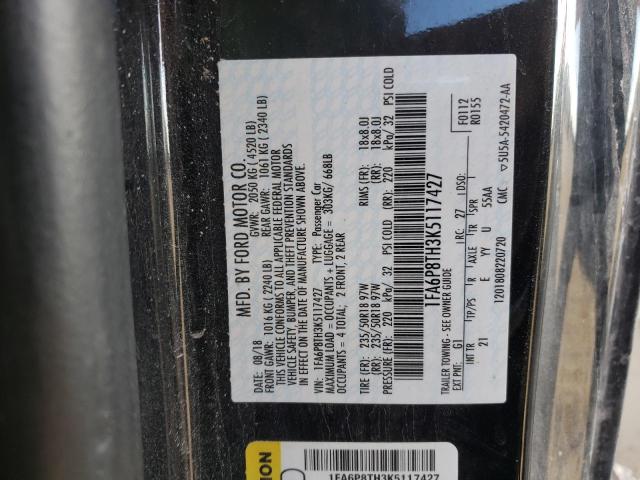 MFD. BY FORD MOTOR CO.
DATE: 08/18 GVWR: 2050 KG ( 4520 LB)
FRONT GAWR: 1016 KG ( 2240 LB) REAR GAWR: 1061 KG ( 2340 LB)
THIS VEHICLE CONFORMS TO ALL APPLICABLE FEDERAL MOTOR
VEHICLE SAFETY, BUMPER, AND THEFT PREVENTION STANDARDS
IN EFFECT ON THE DATE OF MANUFACTURE SHOWN ABOVE.
VIN: 1FA6P8TH3K5117427 TYPE: Passenger Car
MAXIMUM LOAD = OCCUPANTS + LUGGAGE = 303KG/ 668LB
OCCUPANTS = 4 TOTAL; 2 FRONT, 2 REAR
TIRE (FR): 235/50R18 97W RIMS (FR): 18x8.0J
(RR): 235/50R18 97W (RR): 18x8.0J
PRESSURE (FR): 220 kPa/ 32 PSI COLD (RR): 220 kPa/ 32 PSI COLD
1FA6P8TH3K5117427
TRAILER TOWING - SEE OWNER GUIDE F0112
EXT PNT: G1 RC: 27 DSO: R0155
INT TR TP/PS R AXLE TR SPR
21 E YY U 5SAA
1201808220720 CMC ▽5U5A-5420472-AA
ION
1FA6P8TH3K5117427